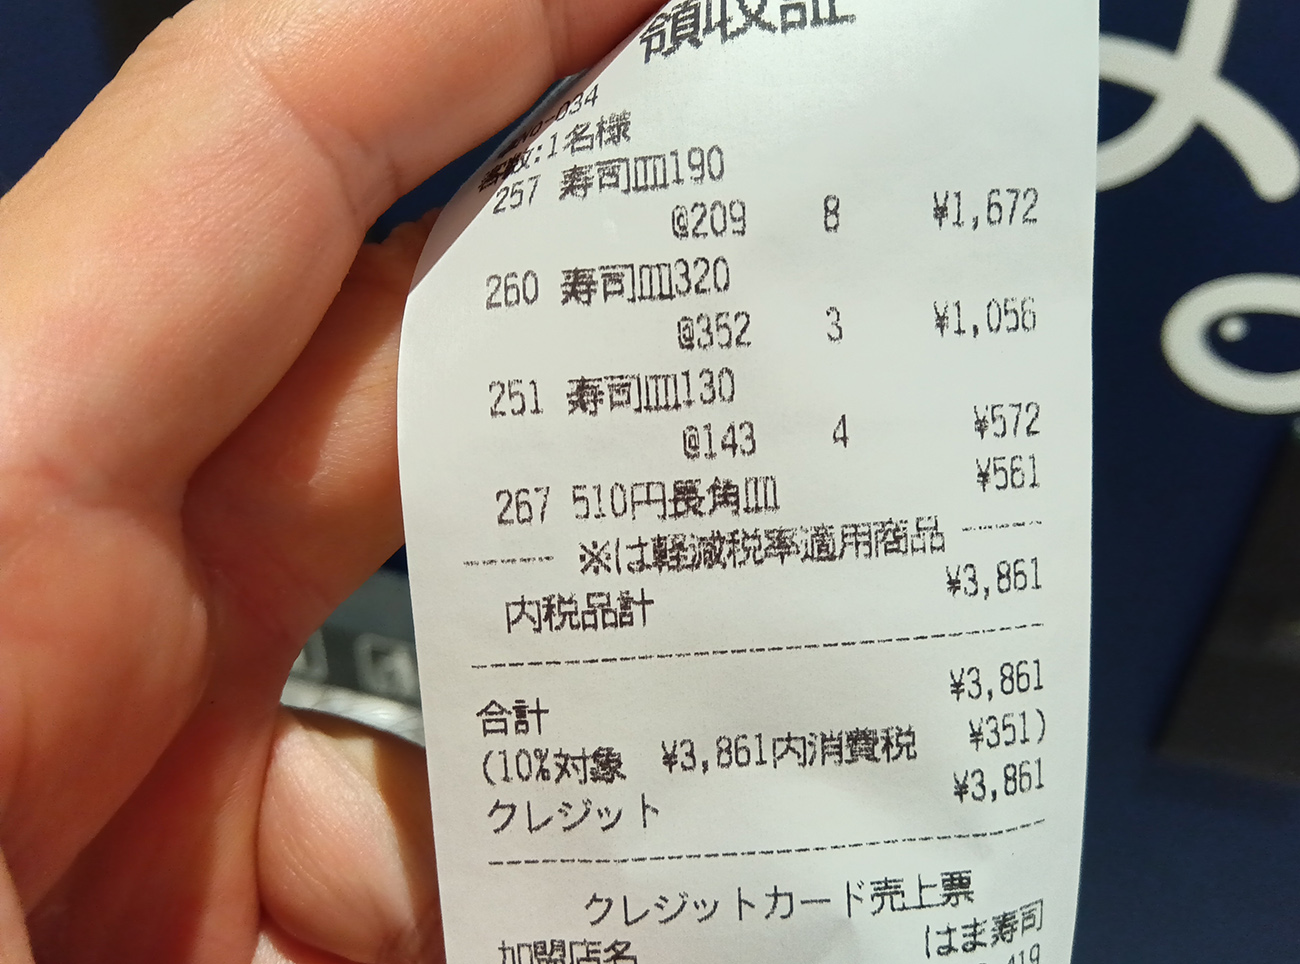 領収証
034
客数:1名様
257 寿司皿190
@209 8 ¥1,672
260 寿司皿320
@352 3 ¥1,056
251 寿司皿130
@143 4 ¥572
267 510円長角皿 ¥561
※は軽減税率適用商品
内税品計 ¥3,861
合計 ¥3,861
(10%対象 ¥3,861内消費税 ¥351)
クレジット ¥3,861
クレジットカード売上票
加盟店名 はま寿司
419